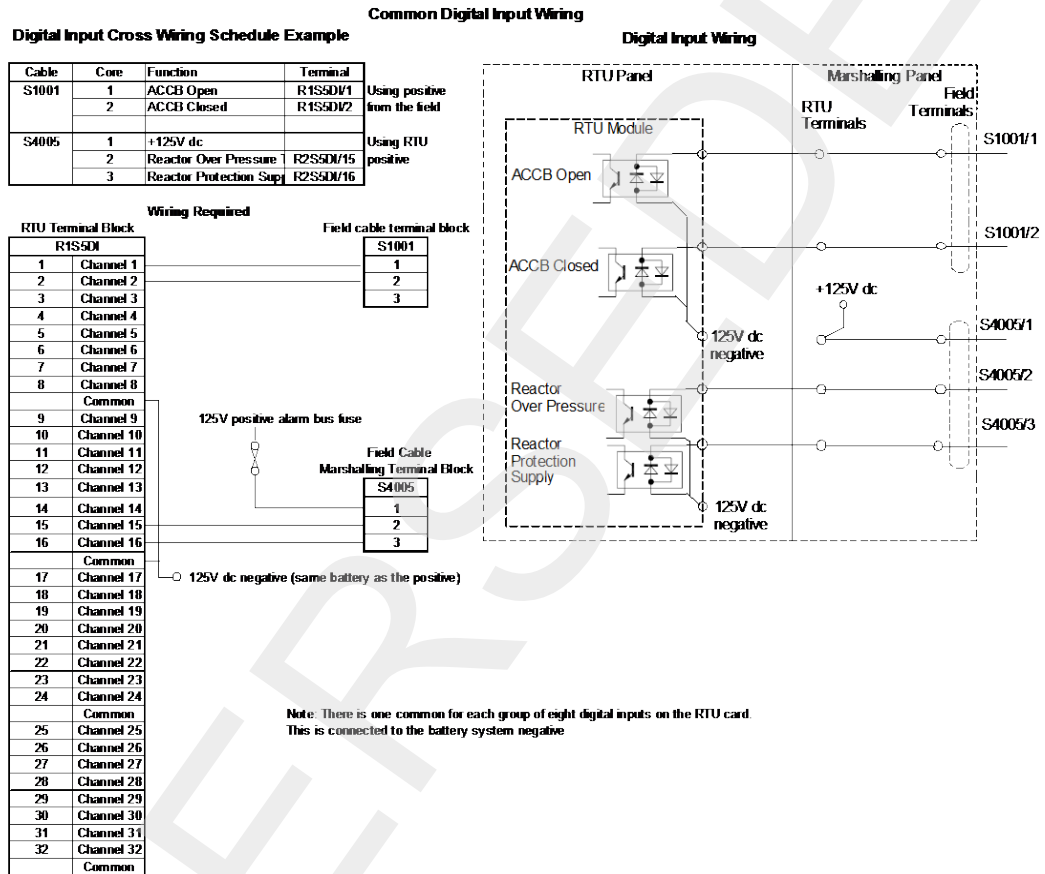 Common Digital Input Wiring
Digital Input Cross Wiring Schedule Example
Cable Core Function Terminal
S1001 1 ACCB Open R1S5DI/1 Using positive
2 ACCB Closed R1S5DI/2 from the field
S4005 1 +125V dc Using RTU
2 Reactor Over Pressure T R2S5DI/15 positive
3 Reactor Protection Supp R2S5DI/16
Wiring Required
RTU Terminal Block
R1S5DI
1 Channel 1
2 Channel 2
3 Channel 3
4 Channel 4
5 Channel 5
6 Channel 6
7 Channel 7
8 Channel 8
Common
9 Channel 9
10 Channel 10
11 Channel 11
12 Channel 12
13 Channel 13
14 Channel 14
15 Channel 15
16 Channel 16
Common
17 Channel 17
18 Channel 18
19 Channel 19
20 Channel 20
21 Channel 21
22 Channel 22
23 Channel 23
24 Channel 24
Common
25 Channel 25
26 Channel 26
27 Channel 27
28 Channel 28
29 Channel 29
30 Channel 30
31 Channel 31
32 Channel 32
Common
Field cable terminal block
S1001
1
2
3
125V positive alarm bus fuse
Field Cable
Marshalling Terminal Block
S4005
1
2
3
125V dc negative (same battery as the positive)
Note: There is one common for each group of eight digital inputs on the RTU card.
This is connected to the battery system negative
Digital Input Wiring
RTU Panel
Marshalling Panel
Field
Terminals
RTU
Terminals
RTU Module
S1001/1
ACCB Open
S1001/2
ACCB Closed
+125V dc
S4005/1
125V dc
negative
S4005/2
Reactor
Over Pressure
S4005/3
Reactor
Protection
Supply
125V dc
negative
ERSEDE